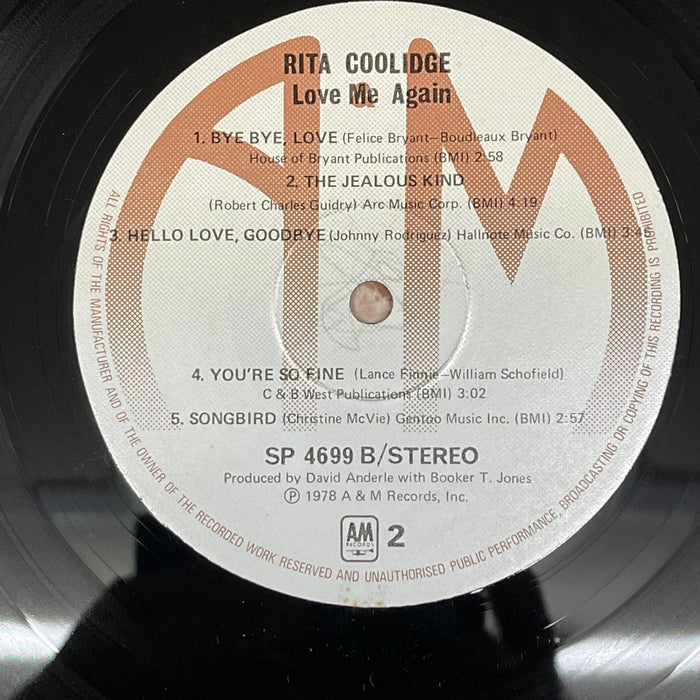 RITA COOLIDGE
Love Me Again
1. BYE BYE, LOVE (Felice Bryant—Boudleaux Bryant)
House of Bryant Publications (BMI) 2:58
2. THE JEALOUS KIND
(Robert Charles Guidry) Arc Music Corp. (BMI) 4:19
3. HELLO LOVE, GOODBYE (Johnny Rodriguez) Hallnote Music Co. (BMI) 3:46
4. YOU'RE SO FINE (Lance Finnie—William Schofield)
C & B West Publications (BMI) 3:02
5. SONGBIRD (Christine McVie) Gentoo Music Inc. (BMI) 2:57
SP 4699 B/STEREO
Produced by David Anderle with Booker T. Jones
Ⓟ 1978 A & M Records, Inc.
AM
RECORDS
2
ALL RIGHTS OF THE MANUFACTURER AND OF THE OWNER OF THE RECORDED WORK RESERVED AND UNAUTHORISED PUBLIC PERFORMANCE, BROADCASTING OR COPYING OF THIS RECORDING IS PROHIBITED